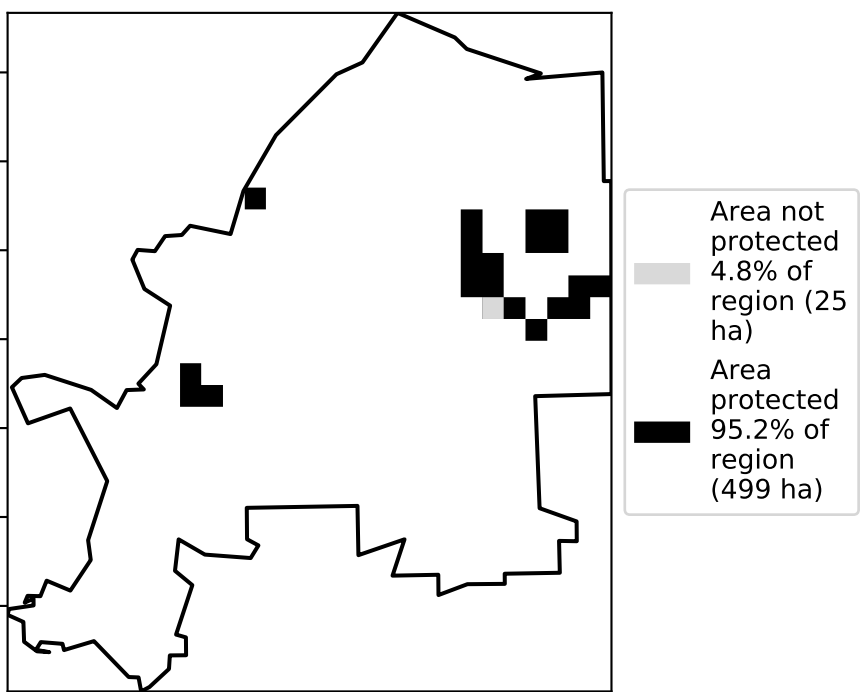 Area not
protected
4.8% of
region (25
ha)
Area
protected
95.2% of
region
(499 ha)